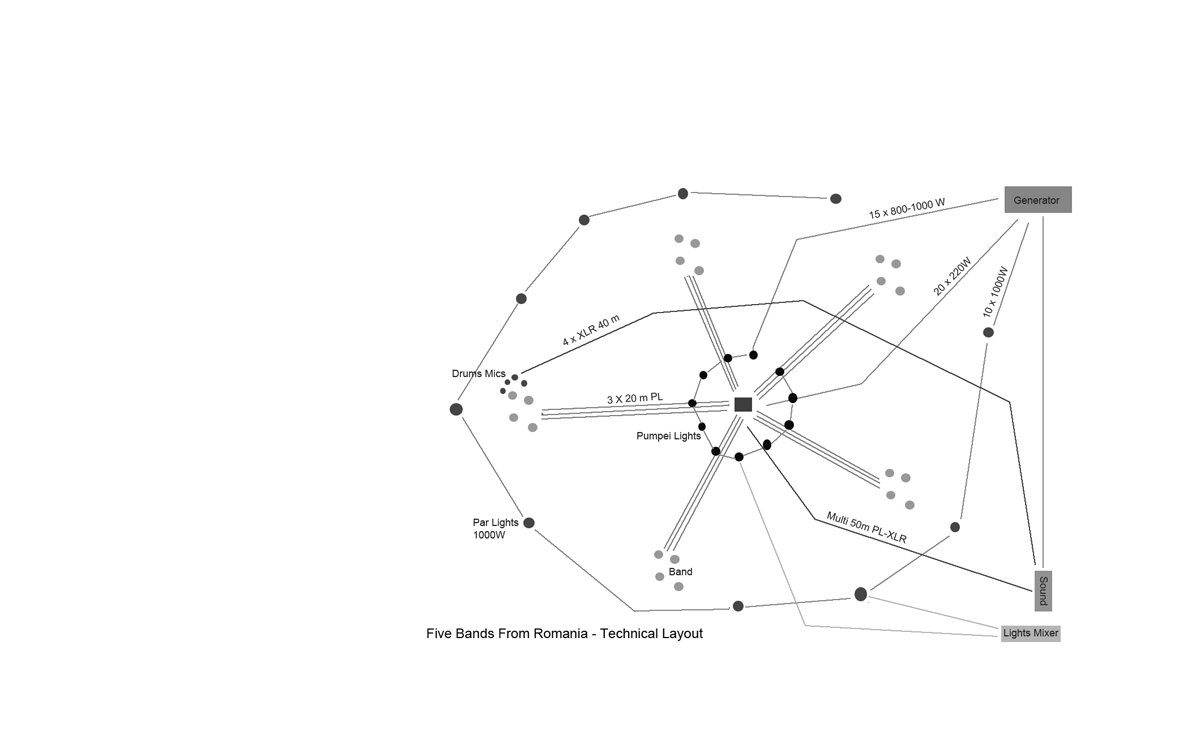 Generator
15 x 800-1000 W
20 x 220W
10 x 1000W
4 x XLR 40 m
Drums Mics
3 X 20 m PL
Pumpei Lights
Par Lights
1000W
Multi 50m PL-XLR
Band
Sound
Lights Mixer
Five Bands From Romania - Technical Layout